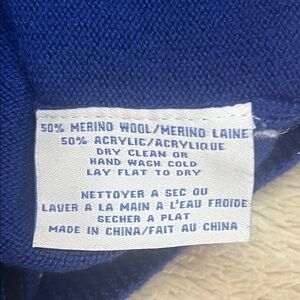 50% MERINO WOOL/MERINO LAINE
50% ACRYLIC/ACRYLIQUE
DRY CLEAN OR
HAND WASH COLD
LAY FLAT TO DRY
NETTOYER A SEC OU
LAVER A LA MAIN A L'EAU FROIDE
SECHER A PLAT
MADE IN CHINA/FAIT AU CHINA